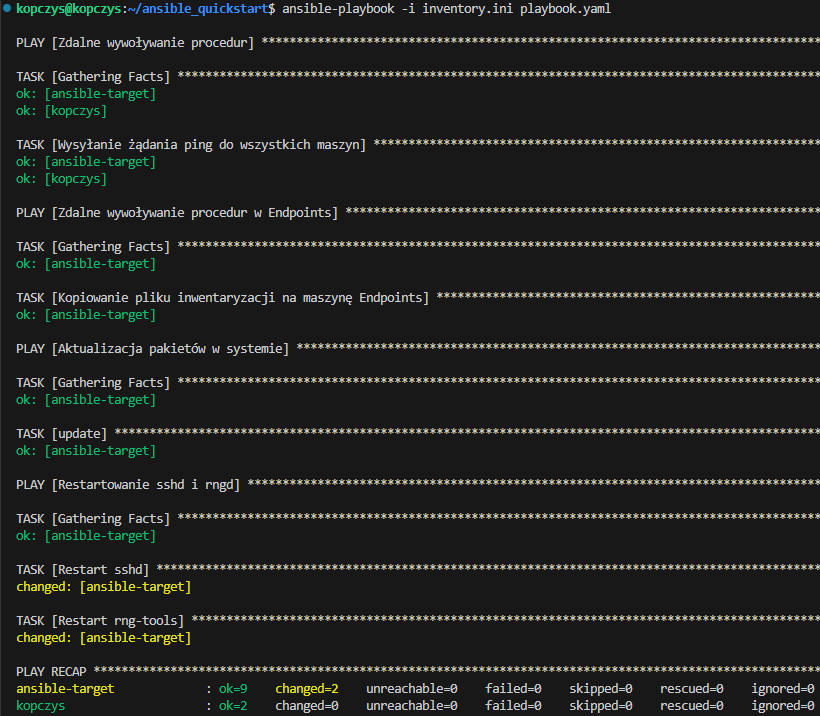 kopczys@kopczys:~/ansible_quickstart$ ansible-playbook -i inventory.ini playbook.yaml
PLAY [Zdalne wywoływanie procedur] ********************************************************************************
TASK [Gathering Facts] ********************************************************************************************
ok: [ansible-target]
ok: [kopczys]
TASK [Wysyłanie żądania ping do wszystkich maszyn] ****************************************************************
ok: [ansible-target]
ok: [kopczys]
PLAY [Zdalne wywoływanie procedur w Endpoints] ********************************************************************
TASK [Gathering Facts] ********************************************************************************************
ok: [ansible-target]
TASK [Kopiowanie pliku inwentaryzacji na maszynę Endpoints] *******************************************************
ok: [ansible-target]
PLAY [Aktualizacja pakietów w systemie] ***************************************************************************
TASK [Gathering Facts] ********************************************************************************************
ok: [ansible-target]
TASK [update] *****************************************************************************************************
ok: [ansible-target]
PLAY [Restartowanie sshd i rngd] **********************************************************************************
TASK [Gathering Facts] ********************************************************************************************
ok: [ansible-target]
TASK [Restart sshd] ***********************************************************************************************
changed: [ansible-target]
TASK [Restart rng-tools] ******************************************************************************************
changed: [ansible-target]
PLAY RECAP ********************************************************************************************************
ansible-target : ok=9 changed=2 unreachable=0 failed=0 skipped=0 rescued=0 ignored=0
kopczys : ok=2 changed=0 unreachable=0 failed=0 skipped=0 rescued=0 ignored=0